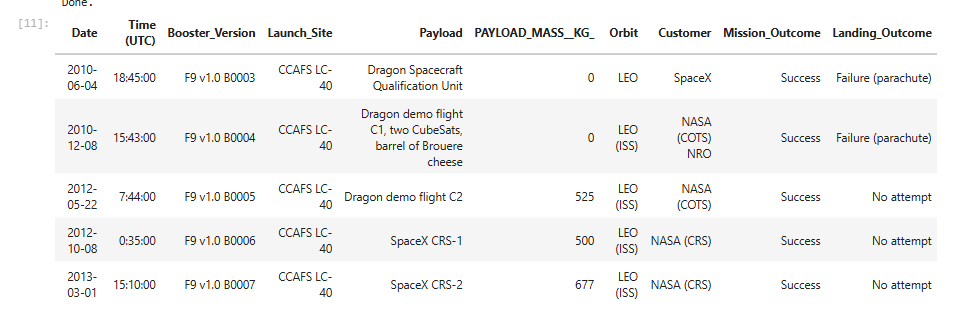 Done.
[11]:
Date Time (UTC) Booster_Version Launch_Site Payload PAYLOAD_MASS__KG_ Orbit Customer Mission_Outcome Landing_Outcome
2010-06-04 18:45:00 F9 v1.0 B0003 CCAFS LC-40 Dragon Spacecraft Qualification Unit 0 LEO SpaceX Success Failure (parachute)
2010-12-08 15:43:00 F9 v1.0 B0004 CCAFS LC-40 Dragon demo flight C1, two CubeSats, barrel of Brouere cheese 0 LEO (ISS) NASA (COTS) NRO Success Failure (parachute)
2012-05-22 7:44:00 F9 v1.0 B0005 CCAFS LC-40 Dragon demo flight C2 525 LEO (ISS) NASA (COTS) Success No attempt
2012-10-08 0:35:00 F9 v1.0 B0006 CCAFS LC-40 SpaceX CRS-1 500 LEO (ISS) NASA (CRS) Success No attempt
2013-03-01 15:10:00 F9 v1.0 B0007 CCAFS LC-40 SpaceX CRS-2 677 LEO (ISS) NASA (CRS) Success No attempt